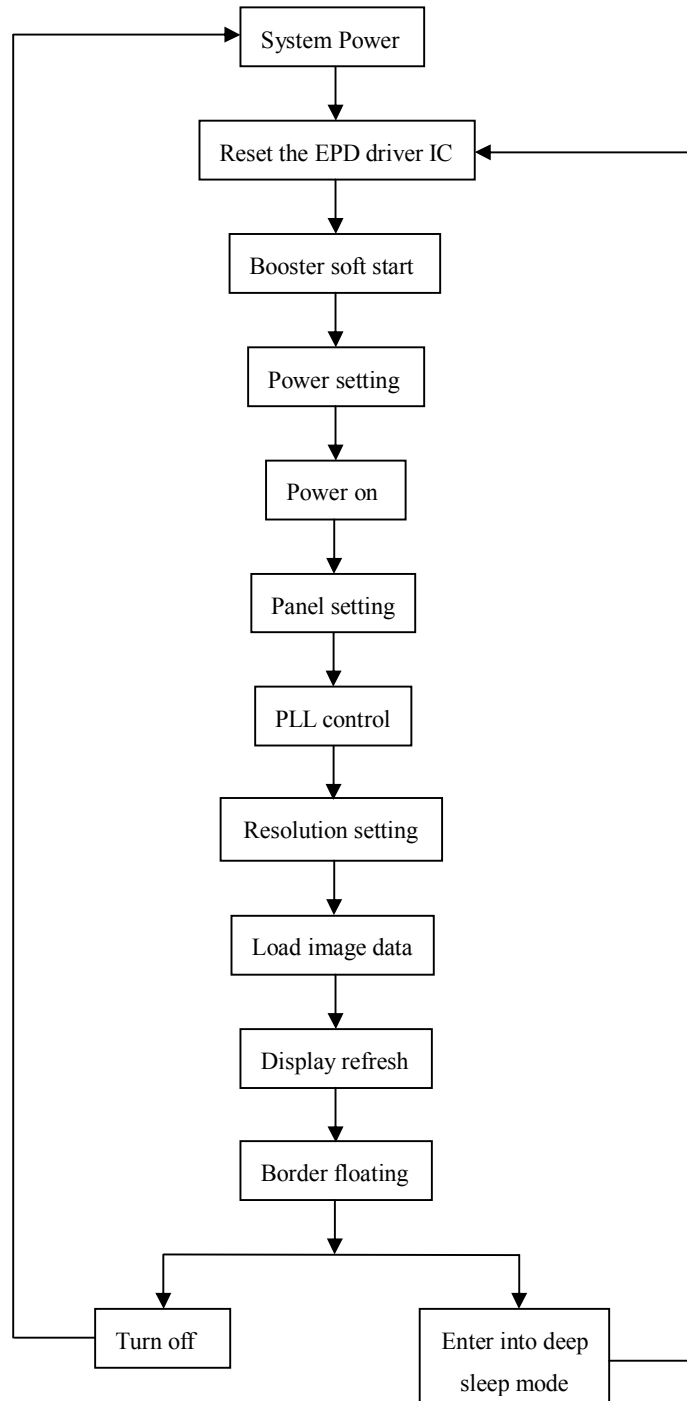 System Power
Reset the EPD driver IC
Booster soft start
Power setting
Power on
Panel setting
PLL control
Resolution setting
Load image data
Display refresh
Border floating
Turn off
Enter into deep
sleep mode